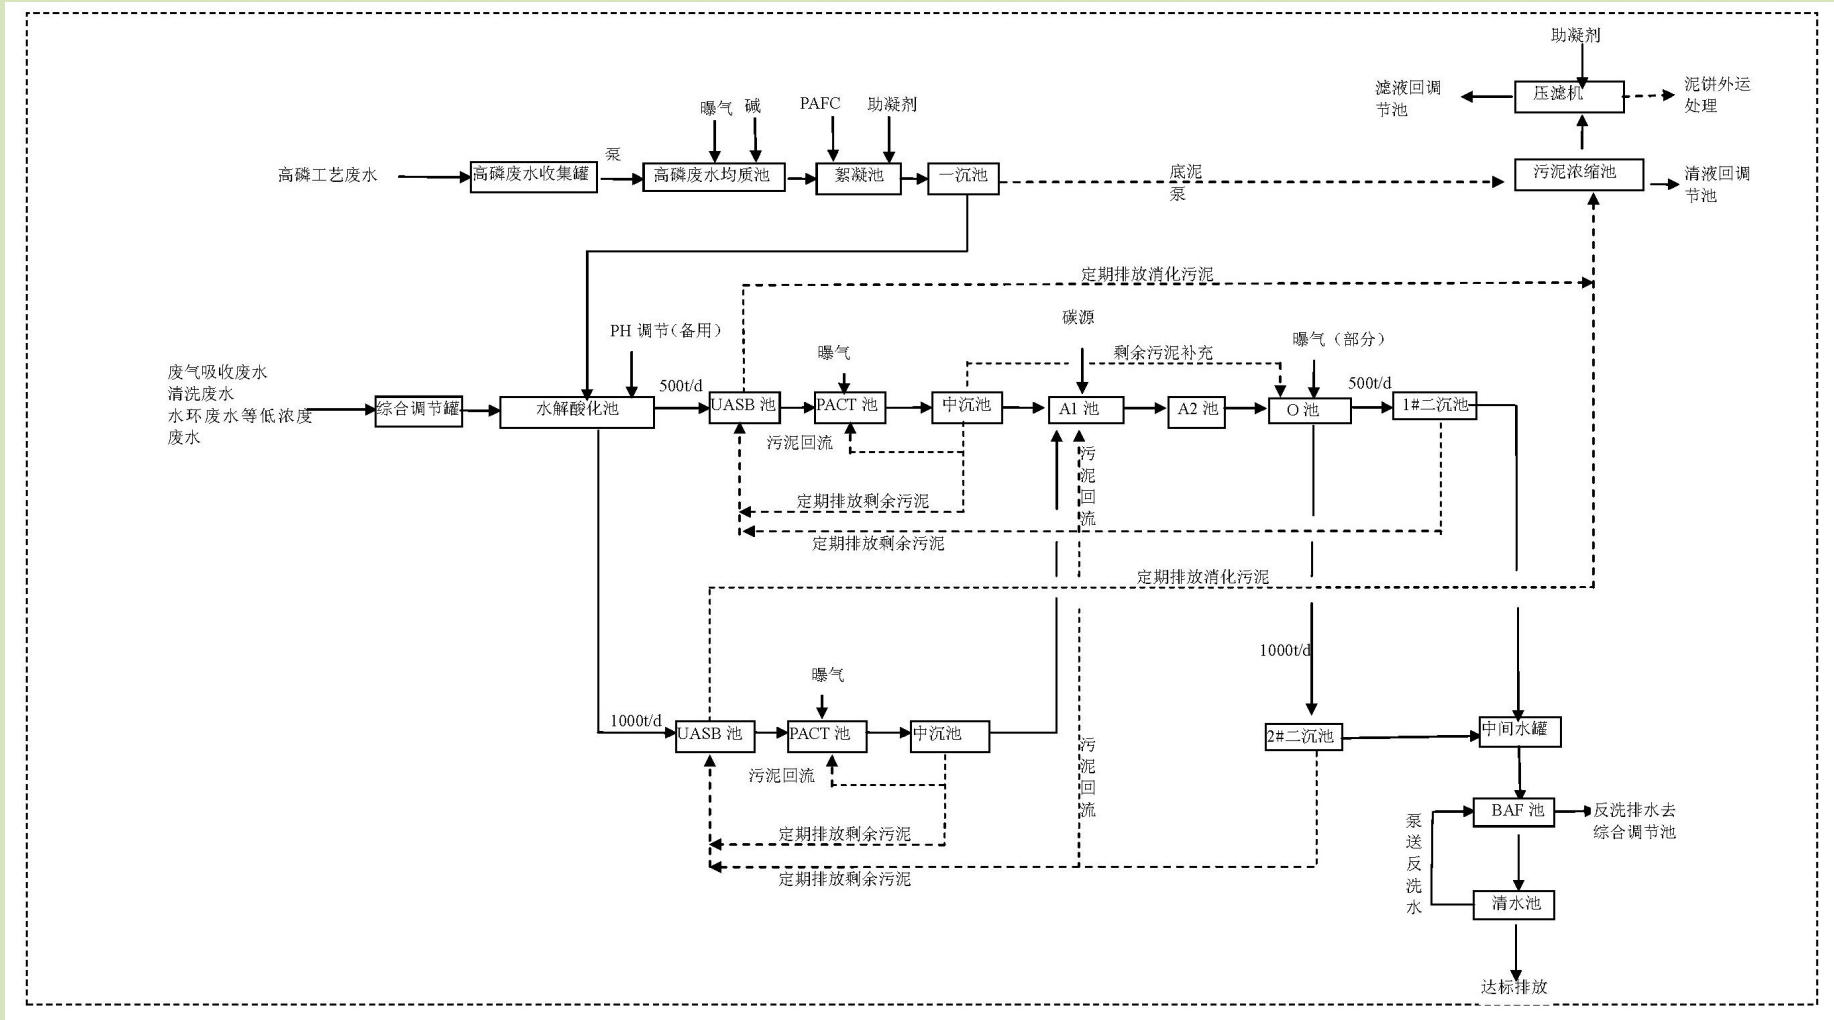 助凝剂
滤液回调
节池
压滤机
泥饼外运
处理
曝气
碱
PAFC
助凝剂
高磷工艺废水
高磷废水收集罐
泵
高磷废水均质池
絮凝池
一沉池
底泥
泵
污泥浓缩池
清液回调
节池
定期排放消化污泥
PH 调节（备用）
碳源
曝气
剩余污泥补充
曝气（部分）
废气吸收废水
清洗废水
水环废水等低浓度
废水
综合调节罐
水解酸化池
500t/d
UASB 池
PACT 池
中沉池
A1 池
A2 池
O 池
500t/d
1#二沉池
污泥回流
污泥回流
定期排放剩余污泥
定期排放剩余污泥
定期排放消化污泥
1000t/d
曝气
1000t/d
UASB 池
PACT 池
中沉池
污泥回流
2#二沉池
中间水罐
污泥回流
定期排放剩余污泥
定期排放剩余污泥
BAF 池
反洗排水去
综合调节池
泵送反洗水
清水池
达标排放